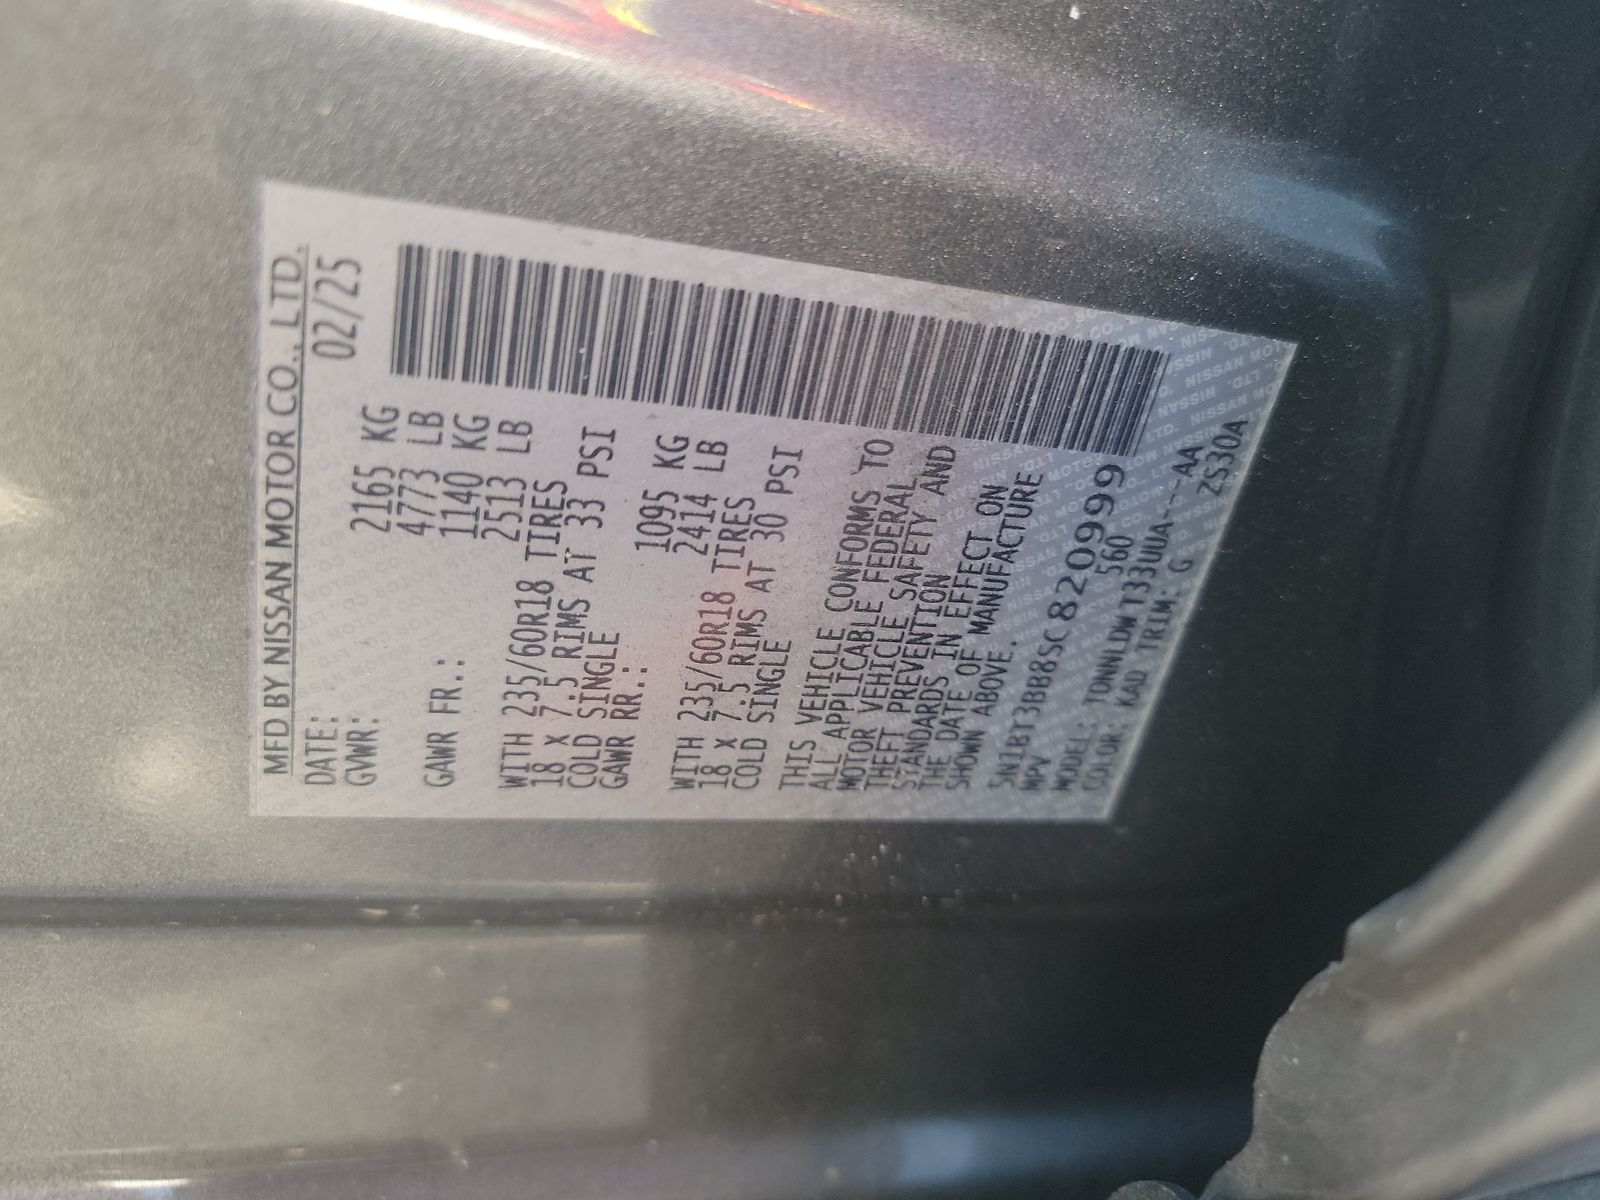 MFD BY NISSAN MOTOR CO., LTD.
DATE: 02/25
GVWR: 2165 KG
4773 LB
GAWR FR.: 1140 KG
2513 LB
WITH 235/60R18 TIRES
18 x 7.5 RIMS AT 33 PSI
COLD SINGLE
GAWR RR.: 1095 KG
2414 LB
WITH 235/60R18 TIRES
18 x 7.5 RIMS AT 30 PSI
COLD SINGLE
THIS VEHICLE CONFORMS TO
ALL APPLICABLE FEDERAL
MOTOR VEHICLE SAFETY AND
THEFT PREVENTION
STANDARDS IN EFFECT ON
THE DATE OF MANUFACTURE
SHOWN ABOVE.
5N1BT3BB8SC820999
MPV 560
MODEL: TONNLDWT33UUA---AA
COLOR: KAD TRIM: G ZS30A